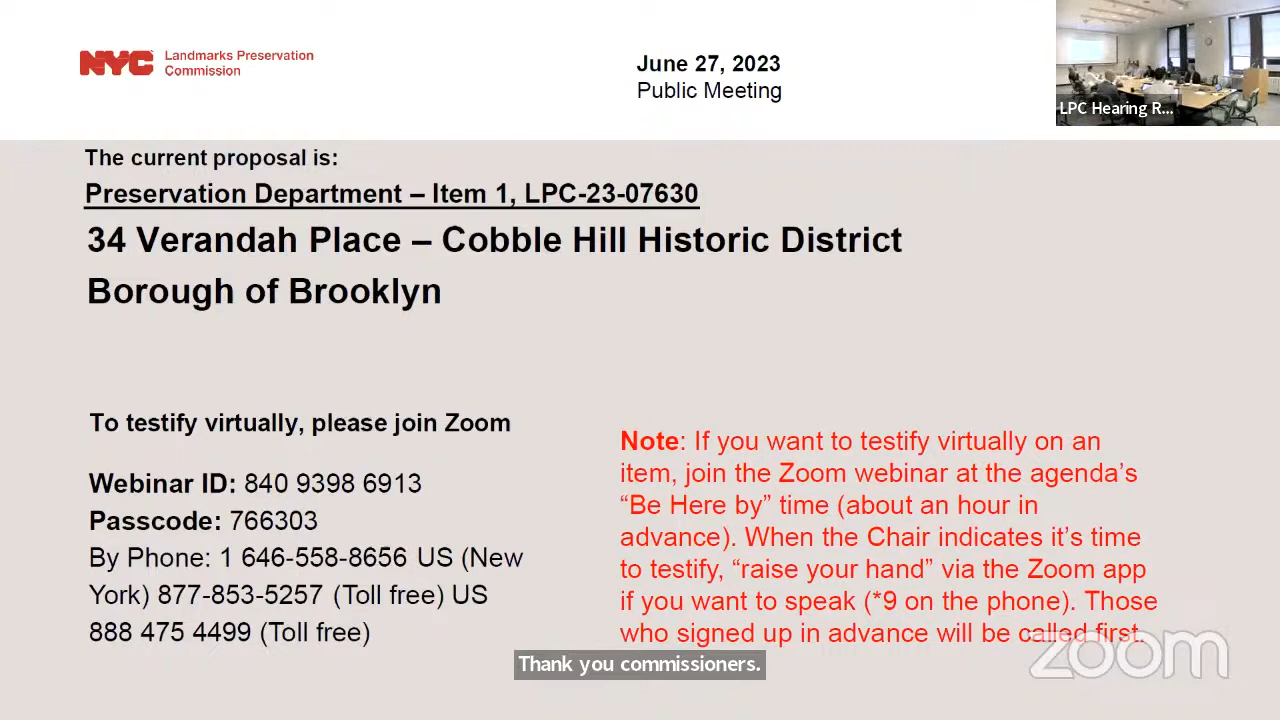 NYC Landmarks Preservation
Commission
June 27, 2023
Public Meeting
LPC Hearing R...
The current proposal is:
Preservation Department – Item 1, LPC-23-07630
34 Verandah Place – Cobble Hill Historic District
Borough of Brooklyn
To testify virtually, please join Zoom
Webinar ID: 840 9398 6913
Passcode: 766303
By Phone: 1 646-558-8656 US (New
York) 877-853-5257 (Toll free) US
888 475 4499 (Toll free)
Note: If you want to testify virtually on an
item, join the Zoom webinar at the agenda’s
“Be Here by” time (about an hour in
advance). When the Chair indicates it’s time
to testify, “raise your hand” via the Zoom app
if you want to speak (*9 on the phone). Those
who signed up in advance will be called first.
Thank you commissioners.
zoom